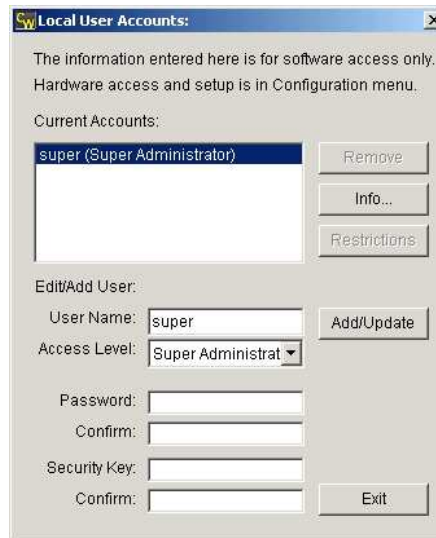 CW Local User Accounts:
The information entered here is for software access only.
Hardware access and setup is in Configuration menu.
Current Accounts:
super (Super Administrator)
Remove
Info...
Restrictions
Edit/Add User:
User Name: super
Add/Update
Access Level: Super Administrat
Password:
Confirm:
Security Key:
Confirm:
Exit